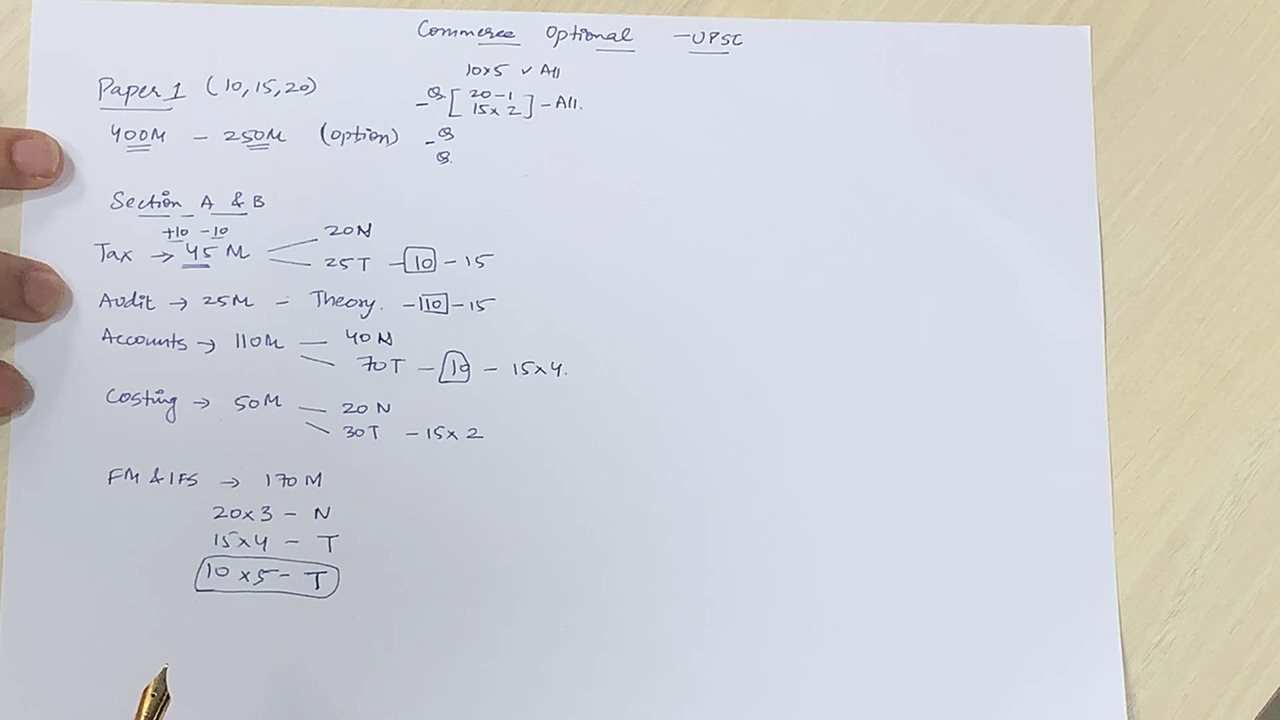 Commerce Optional - UPSC
Paper 1 (10, 15, 20)
10x5 ✓ All
- Q [ 20-1
15x2 ] - All.
400M - 250M (option)
- Q
Q.
Section A & B
+10 -10
Tax → 45 M
20N
25T - 10 - 15
Audit → 25M - Theory. - 10 - 15
Accounts → 110M - 40N
70T - 10 - 15x4.
Costing → 50M - 20 N
30T - 15x2
FM & IFS → 170 M
20x3 - N
15x4 - T
10x5 - T